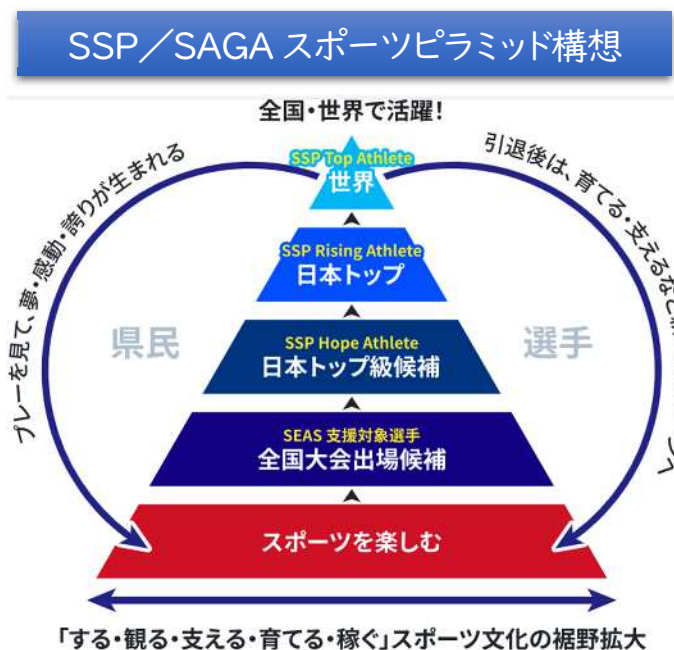 SSP／SAGA スポーツピラミッド構想
全国・世界で活躍！
プレーを見て、夢・感動・誇りが生まれる
引退後は、育てる・支えるなど
SSP Top Athlete
世界
SSP Rising Athlete
日本トップ
県民
選手
SSP Hope Athlete
日本トップ級候補
SEAS 支援対象選手
全国大会出場候補
スポーツを楽しむ
「する・観る・支える・育てる・稼ぐ」スポーツ文化の裾野拡大